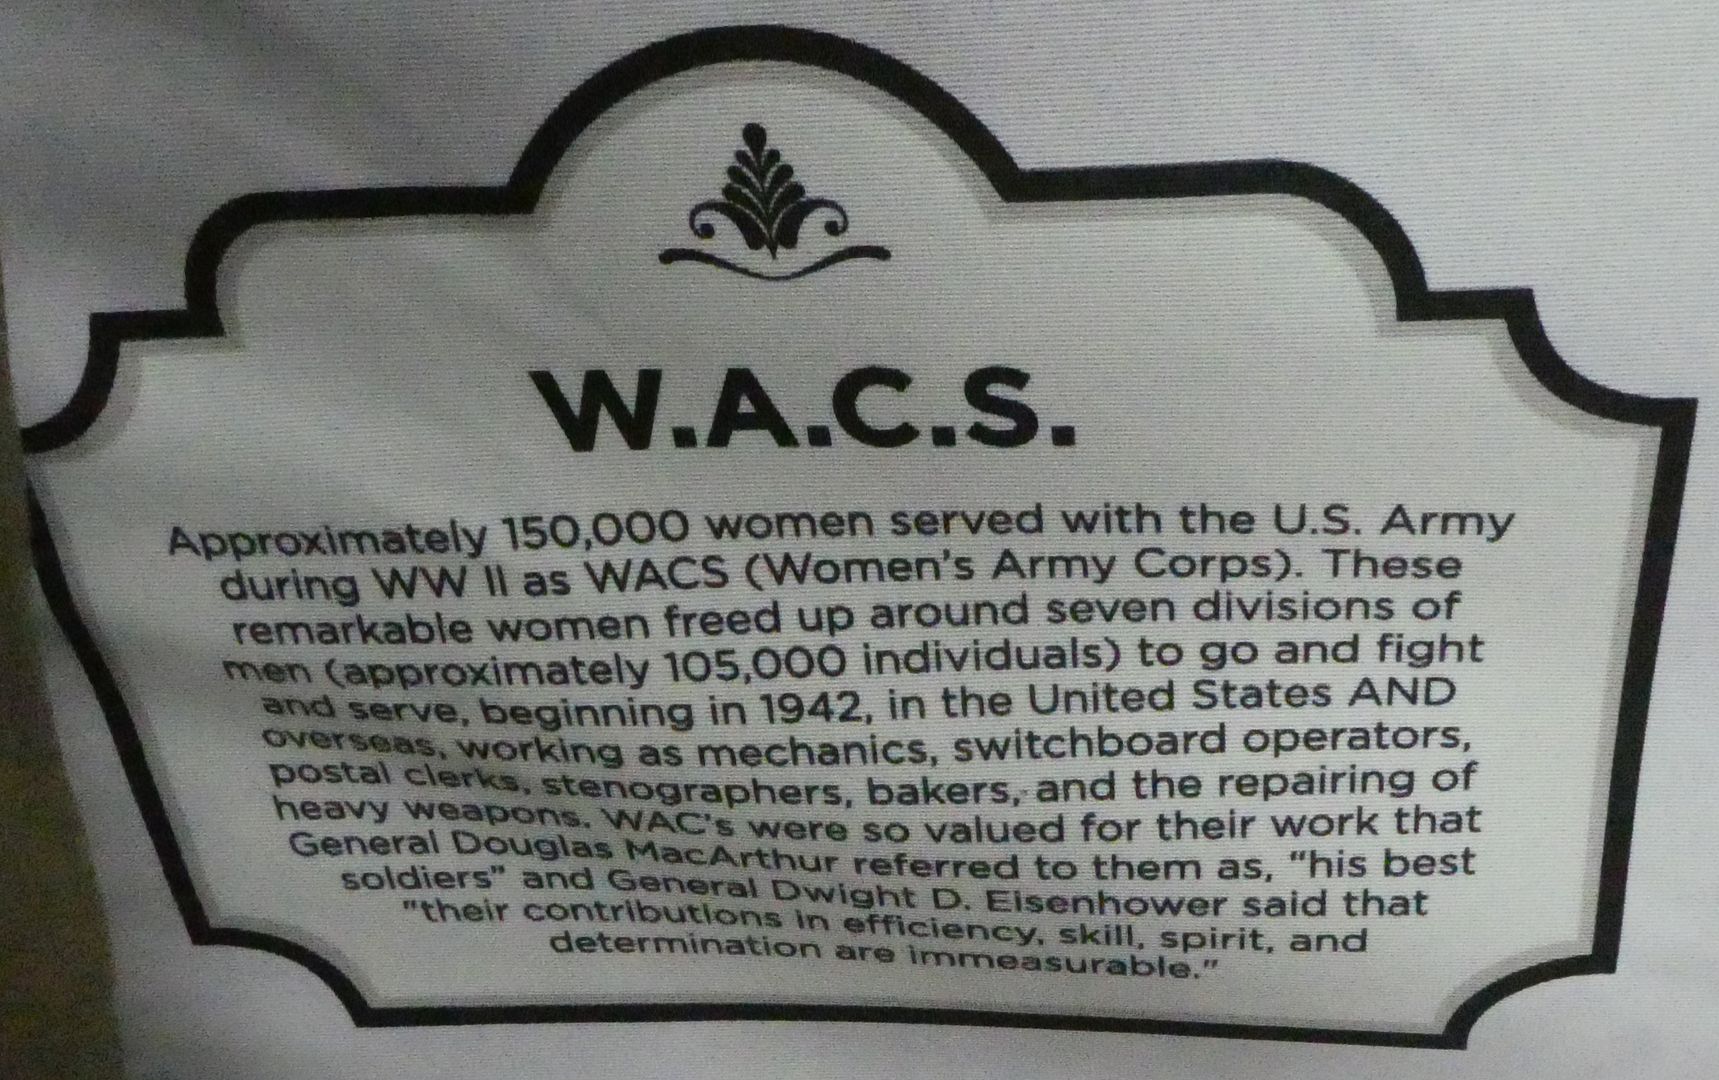 W.A.C.S.
Approximately 150,000 women served with the U.S. Army
during WW II as WACS (Women's Army Corps). These
remarkable women freed up around seven divisions of
men (approximately 105,000 individuals) to go and fight
and serve, beginning in 1942, in the United States AND
overseas, working as mechanics, switchboard operators,
postal clerks, stenographers, bakers, and the repairing of
heavy weapons. WAC's were so valued for their work that
General Douglas MacArthur referred to them as, "his best
soldiers" and General Dwight D. Eisenhower said that
"their contributions in efficiency, skill, spirit, and
determination are immeasurable."